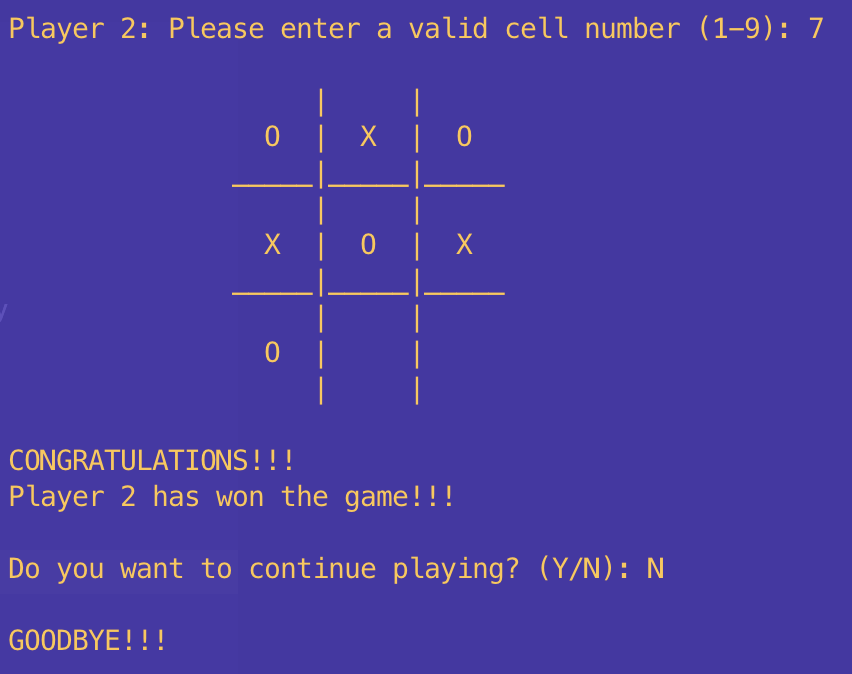 Player 2: Please enter a valid cell number (1–9): 7
     |     |
  O  |  X  |  O
_____|_____|_____
     |     |
  X  |  O  |  X
_____|_____|_____
     |     |
  O  |     |
     |     |
CONGRATULATIONS!!!
Player 2 has won the game!!!
Do you want to continue playing? (Y/N): N
GOODBYE!!!